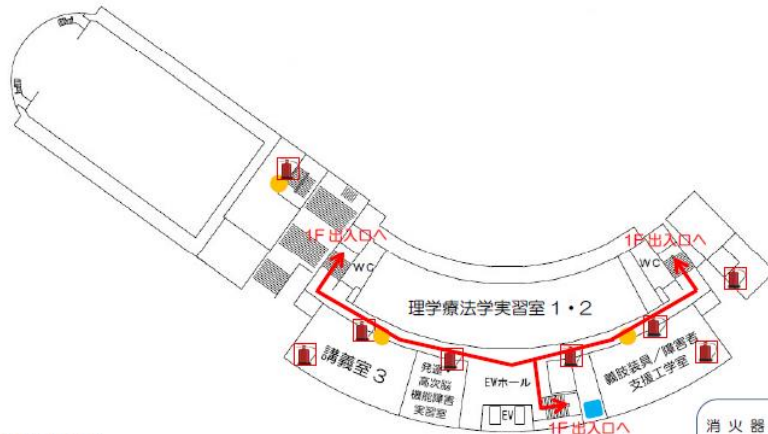 1F 出入口へ
1F 出入口へ
WC
WC
理学療法学実習室 1・2
講義室 3
発達・
高次脳
機能障害
実習室
EVホール
EV
義肢装具/障害者
支援工学室
1F 出入口へ
消 火 器